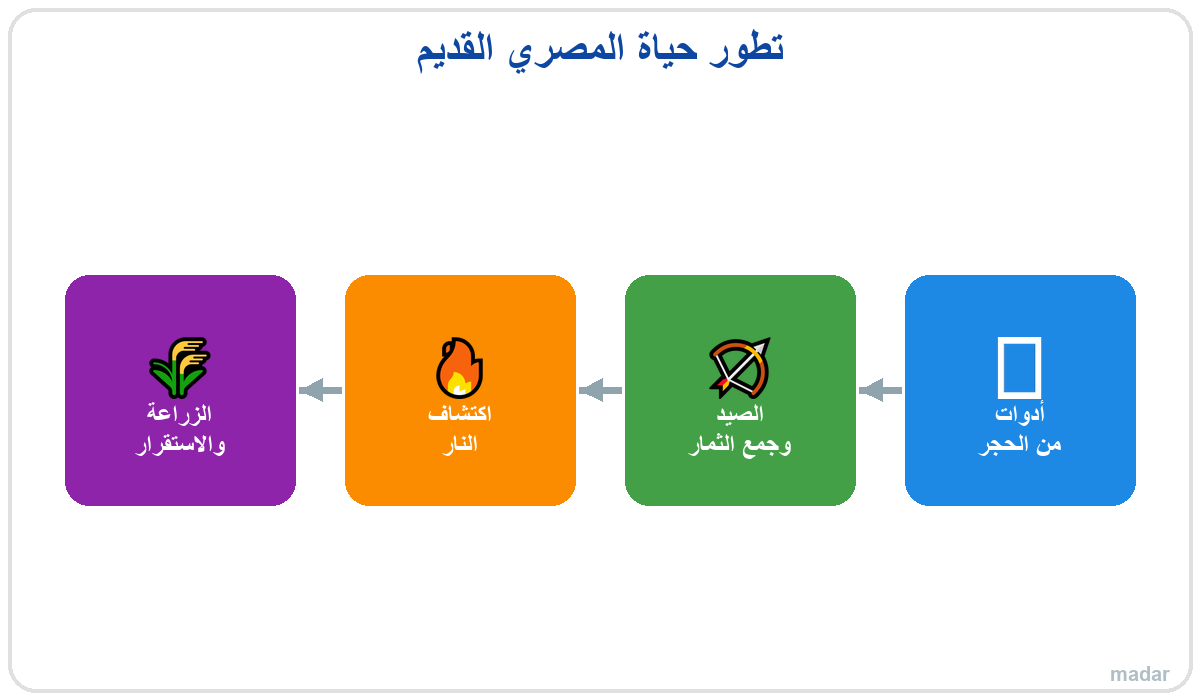 تطور حياة المصري القديم
أدوات
من الحجر
الصيد
وجمع الثمار
اكتشاف
النار
الزراعة
والاستقرار
madar